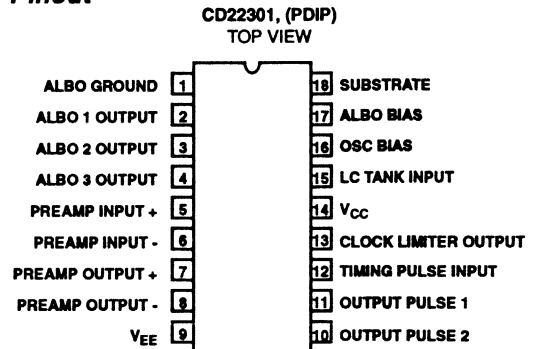 Pinout
CD22301, (PDIP)
TOP VIEW
ALBO GROUND 1
ALBO 1 OUTPUT 2
ALBO 2 OUTPUT 3
ALBO 3 OUTPUT 4
PREAMP INPUT + 5
PREAMP INPUT - 6
PREAMP OUTPUT + 7
PREAMP OUTPUT - 8
VEE 9
18 SUBSTRATE
17 ALBO BIAS
16 OSC BIAS
15 LC TANK INPUT
14 VCC
13 CLOCK LIMITER OUTPUT
12 TIMING PULSE INPUT
11 OUTPUT PULSE 1
10 OUTPUT PULSE 2